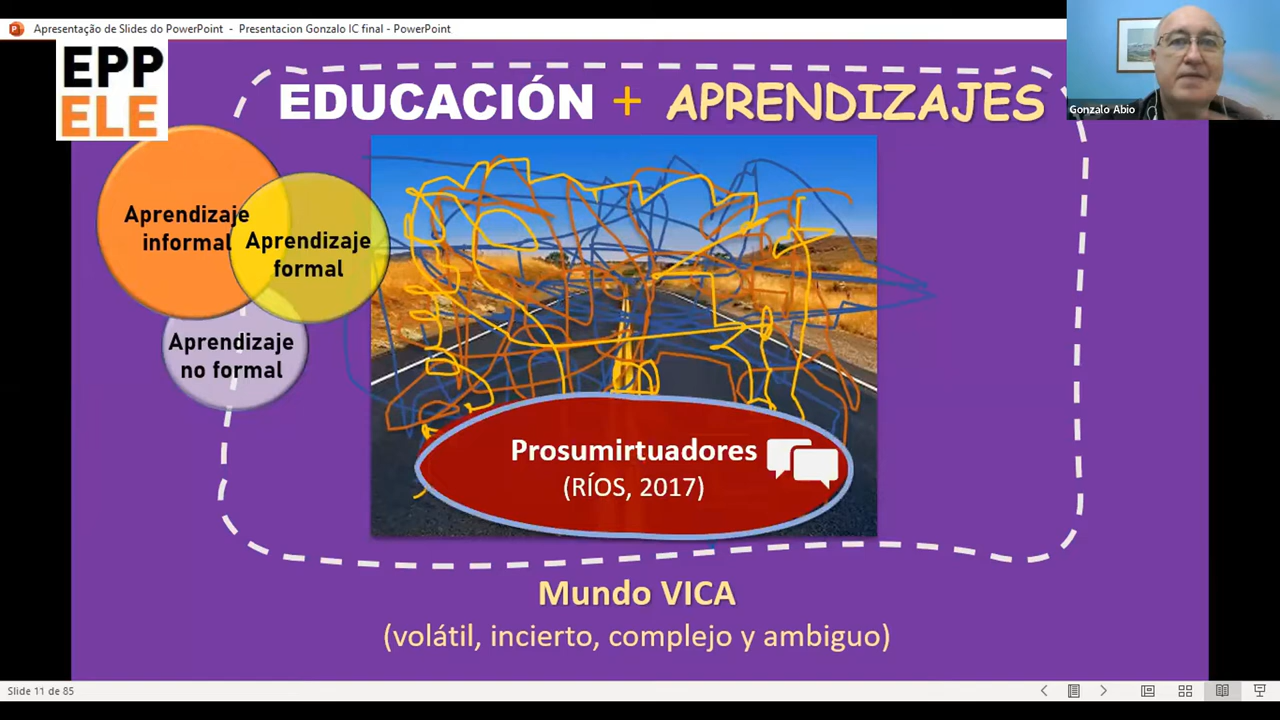 Apresentação de Slides do PowerPoint - Presentacion Gonzalo IC final - PowerPoint
EPP
ELE
EDUCACIÓN + APRENDIZAJES
Gonzalo Abio
Aprendizaje
informal
Aprendizaje
formal
Aprendizaje
no formal
Prosumirtuadores
(RÍOS, 2017)
Mundo VICA
(volátil, incierto, complejo y ambiguo)
Slide 11 de 85